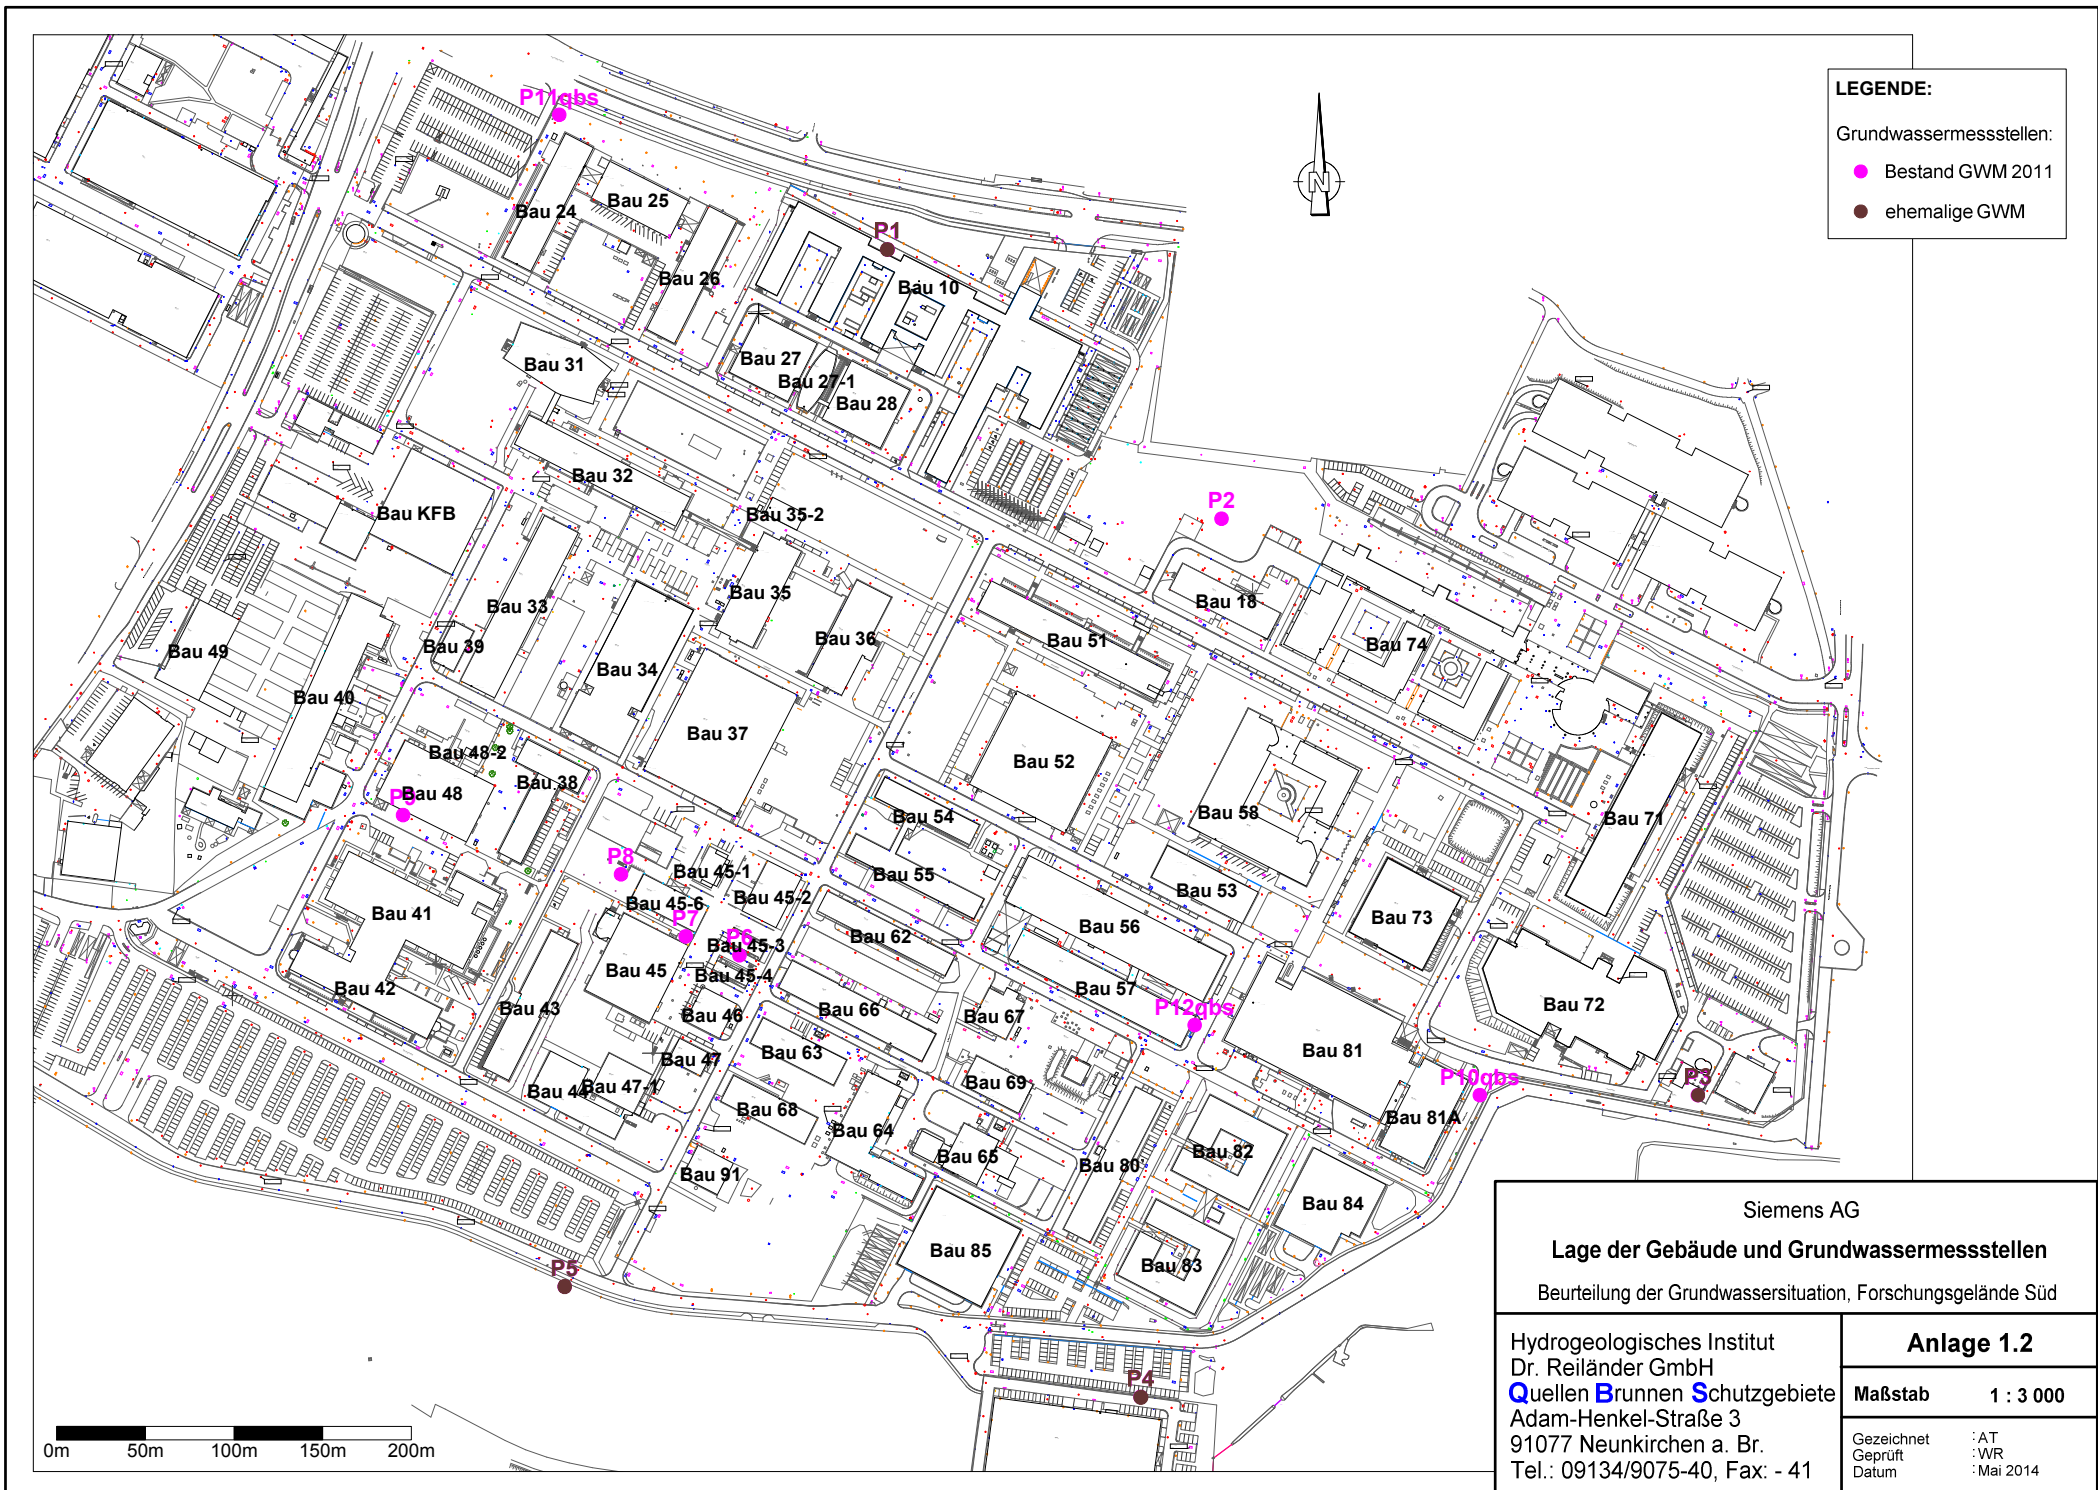 LEGENDE:
Grundwassermessstellen:
Bestand GWM 2011
ehemalige GWM
P11qbs
Bau 25
Bau 24
P1
Bau 26
Bau 10
Bau 27
Bau 31
Bau 27-1
Bau 28
Bau 32
P2
Bau KFB
Bau 35-2
Bau 35
Bau 18
Bau 33
Bau 36
Bau 51
Bau 74
Bau 39
Bau 49
Bau 34
Bau 40
Bau 37
Bau 48-2
Bau 52
Bau 38
Bau 48
P9
Bau 54
Bau 58
Bau 71
P8
Bau 45-1
Bau 55
Bau 53
Bau 45-2
Bau 45-6
Bau 41
P7
Bau 73
Bau 56
P6
Bau 62
Bau 45-3
Bau 45
Bau 45-4
Bau 42
Bau 57
Bau 43
Bau 66
P12qbs
Bau 72
Bau 46
Bau 67
Bau 63
Bau 81
Bau 47
P10qbs
P3
Bau 69
Bau 44
Bau 47-1
Bau 68
Bau 81A
Bau 64
Bau 82
Bau 65
Bau 80
Bau 91
Bau 84
Bau 85
Bau 83
P5
P4
0m
50m
100m
150m
200m
N
Siemens AG
Lage der Gebäude und Grundwassermessstellen
Beurteilung der Grundwassersituation, Forschungsgelände Süd
Hydrogeologisches Institut
Dr. Reiländer GmbH
Quellen Brunnen Schutzgebiete
Adam-Henkel-Straße 3
91077 Neunkirchen a. Br.
Tel.: 09134/9075-40, Fax: - 41
Anlage 1.2
Maßstab 1 : 3 000
Gezeichnet : AT
Geprüft : WR
Datum : Mai 2014